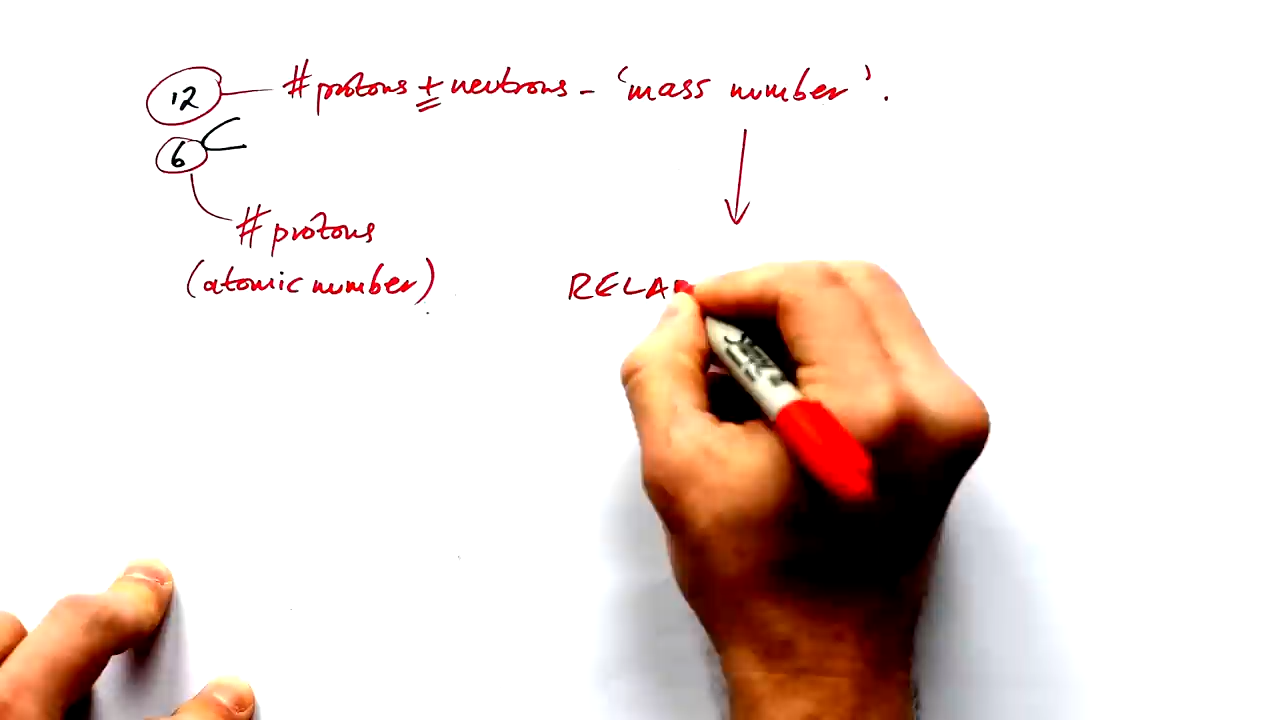 12 — #protons + neutrons - 'mass number'.
6 C
#protons
(atomic number)
RELA